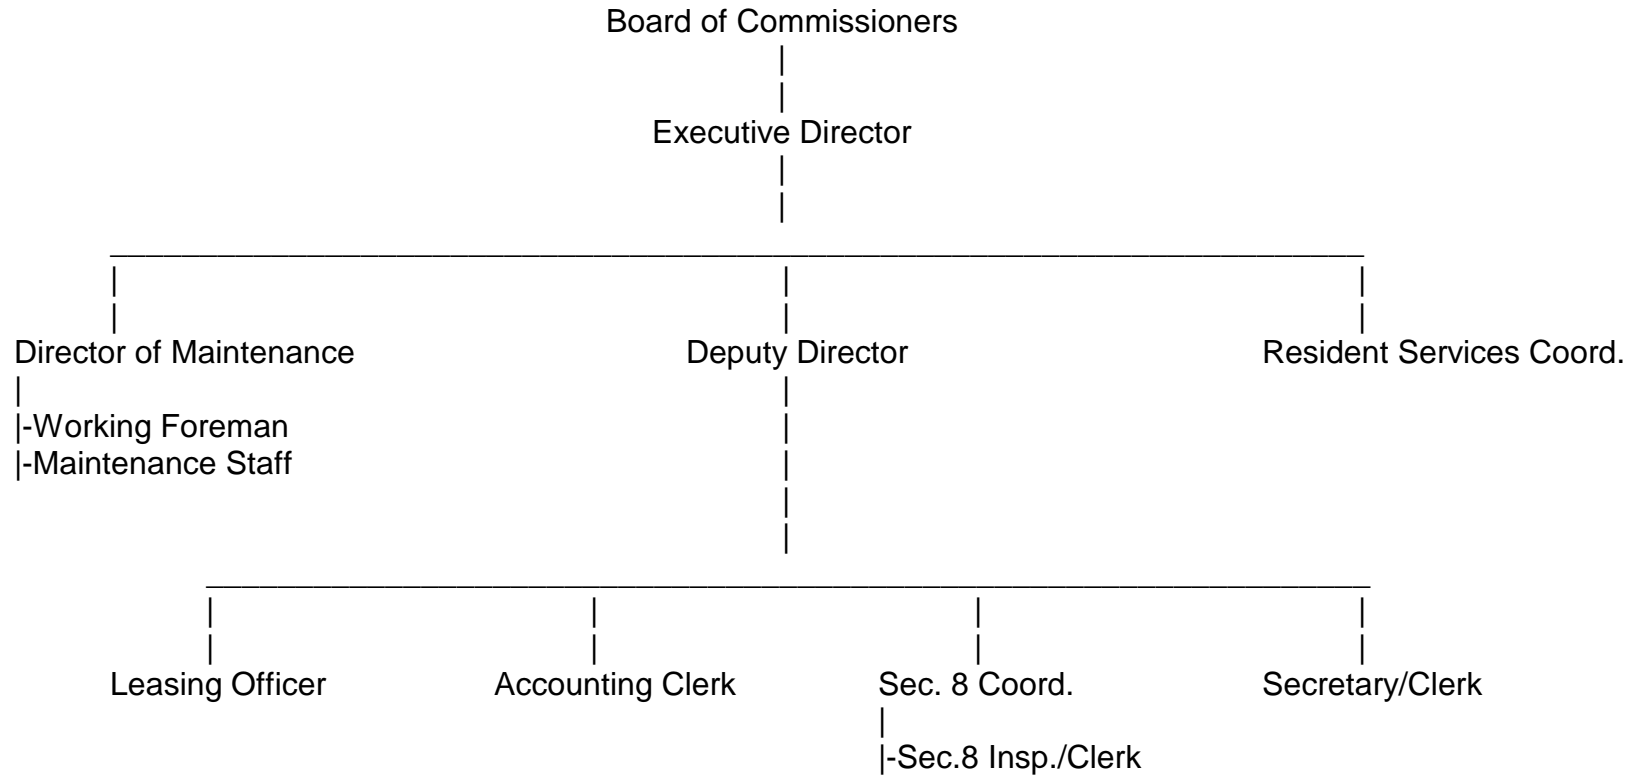 Board of Commissioners
Executive Director
Director of Maintenance Deputy Director Resident Services Coord.
|-Working Foreman
|-Maintenance Staff
Leasing Officer Accounting Clerk Sec. 8 Coord. Secretary/Clerk
|-Sec.8 Insp./Clerk